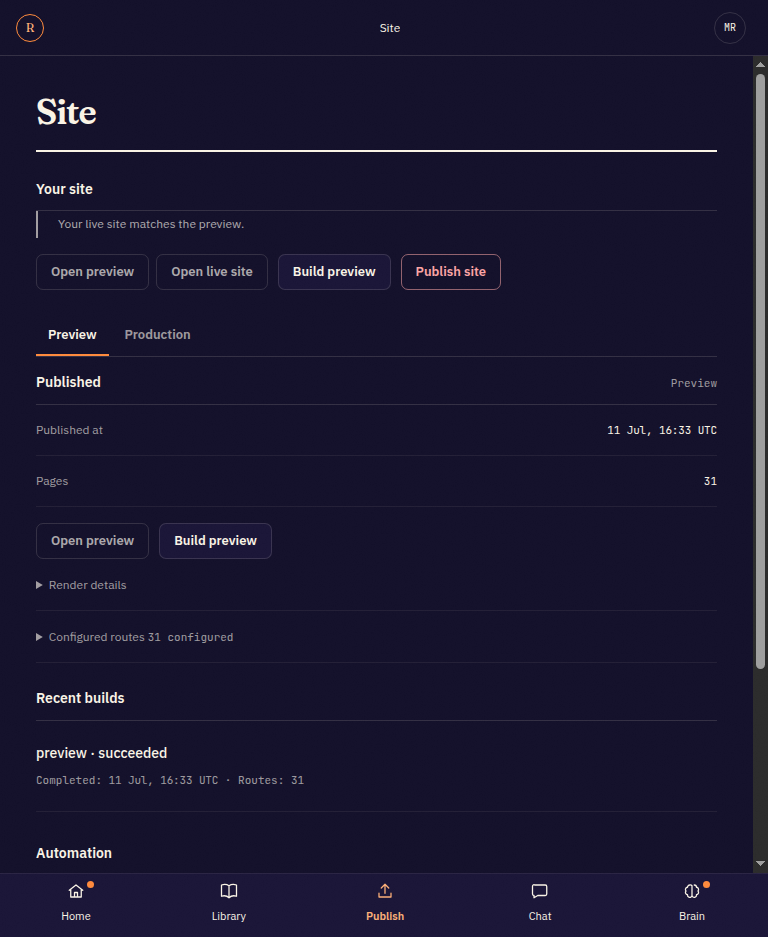 R
Site
MR
Site
Your site
Your live site matches the preview.
Open preview
Open live site
Build preview
Publish site
Preview
Production
Published
Preview
Published at
11 Jul, 16:33 UTC
Pages
31
Open preview
Build preview
Render details
Configured routes 31 configured
Recent builds
preview · succeeded
Completed: 11 Jul, 16:33 UTC · Routes: 31
Automation
Home
Library
Publish
Chat
Brain